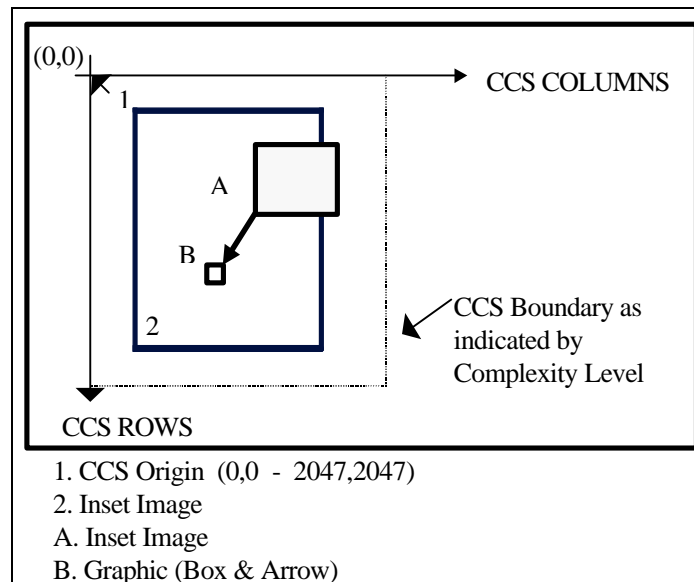 (0,0)
CCS COLUMNS
1
A
B
2
CCS Boundary as
indicated by
Complexity Level
CCS ROWS
1. CCS Origin (0,0 - 2047,2047)
2. Inset Image
A. Inset Image
B. Graphic (Box & Arrow)